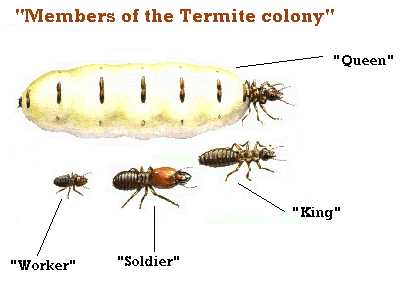 "Members of the Termite colony"
"Queen"
"King"
"Worker"
"Soldier"